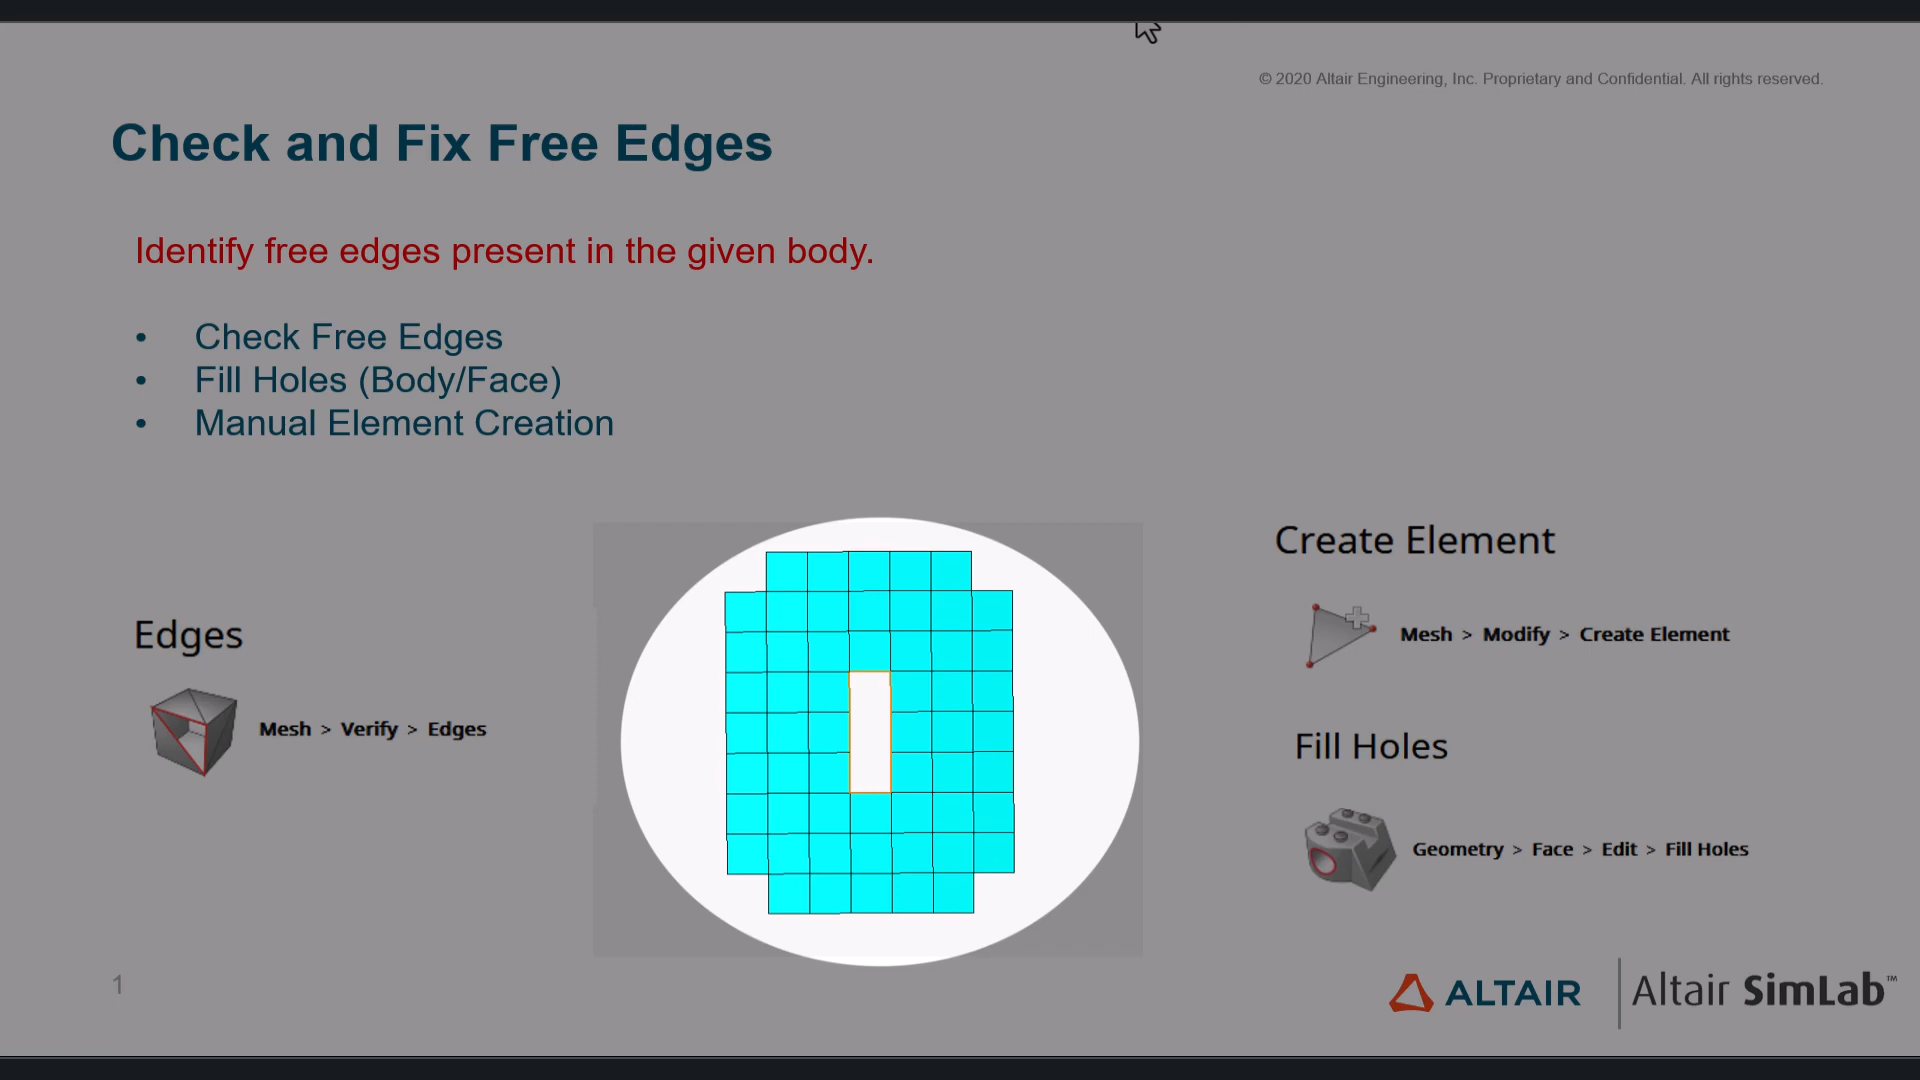 © 2020 Altair Engineering, Inc. Proprietary and Confidential. All rights reserved.
Check and Fix Free Edges
Identify free edges present in the given body.
• Check Free Edges
• Fill Holes (Body/Face)
• Manual Element Creation
Edges
Mesh > Verify > Edges
Create Element
Mesh > Modify > Create Element
Fill Holes
Geometry > Face > Edit > Fill Holes
1
ALTAIR
Altair SimLab™